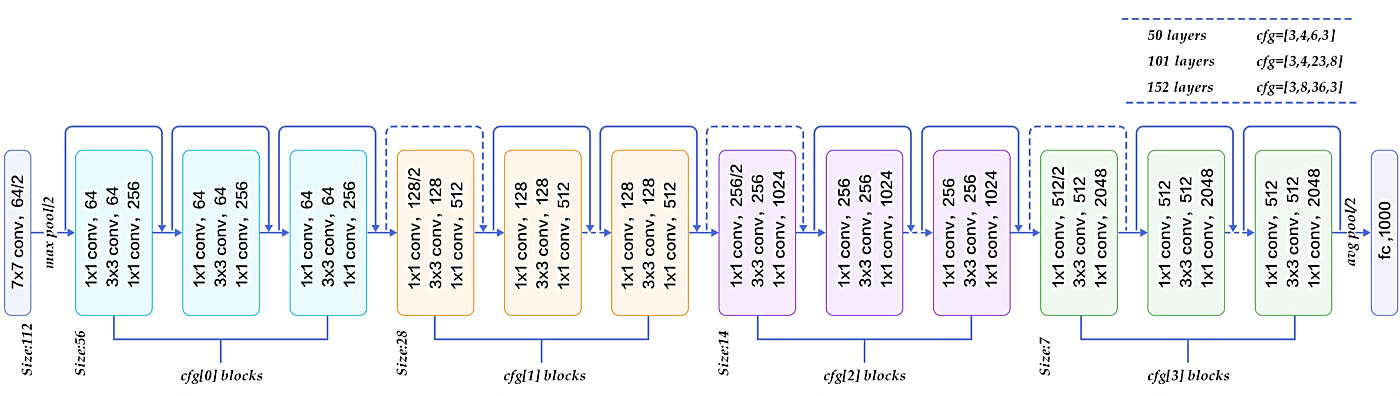 50 layers cfg=[3,4,6,3]
101 layers cfg=[3,4,23,8]
152 layers cfg=[3,8,36,3]
7x7 conv, 64/2
max pool/2
1x1 conv, 64
3x3 conv, 64
1x1 conv, 256
1x1 conv, 64
3x3 conv, 64
1x1 conv, 256
1x1 conv, 64
3x3 conv, 64
1x1 conv, 256
1x1 conv, 128/2
3x3 conv, 128
1x1 conv, 512
1x1 conv, 128
3x3 conv, 128
1x1 conv, 512
1x1 conv, 128
3x3 conv, 128
1x1 conv, 512
1x1 conv, 256/2
3x3 conv, 256
1x1 conv, 1024
1x1 conv, 256
3x3 conv, 256
1x1 conv, 1024
1x1 conv, 256
3x3 conv, 256
1x1 conv, 1024
1x1 conv, 512/2
3x3 conv, 512
1x1 conv, 2048
1x1 conv, 512
3x3 conv, 512
1x1 conv, 2048
1x1 conv, 512
3x3 conv, 512
1x1 conv, 2048
avg pool/2
fc ,1000
Size:112
Size:56
Size:28
Size:14
Size:7
cfg[0] blocks
cfg[1] blocks
cfg[2] blocks
cfg[3] blocks